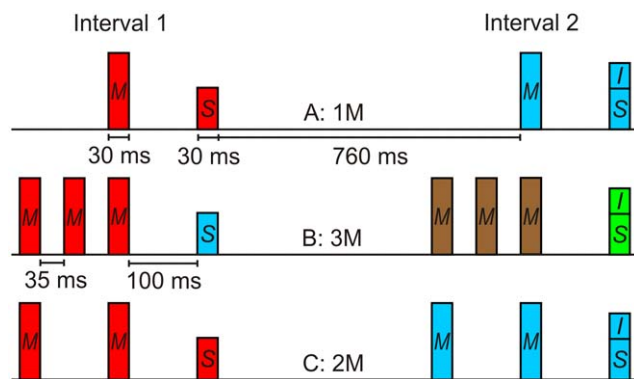 Interval 1 Interval 2
I
M S A: 1M M S
30 ms 30 ms 760 ms
I
M M M S B: 3M M M M S
35 ms 100 ms
I
M M S C: 2M M M S